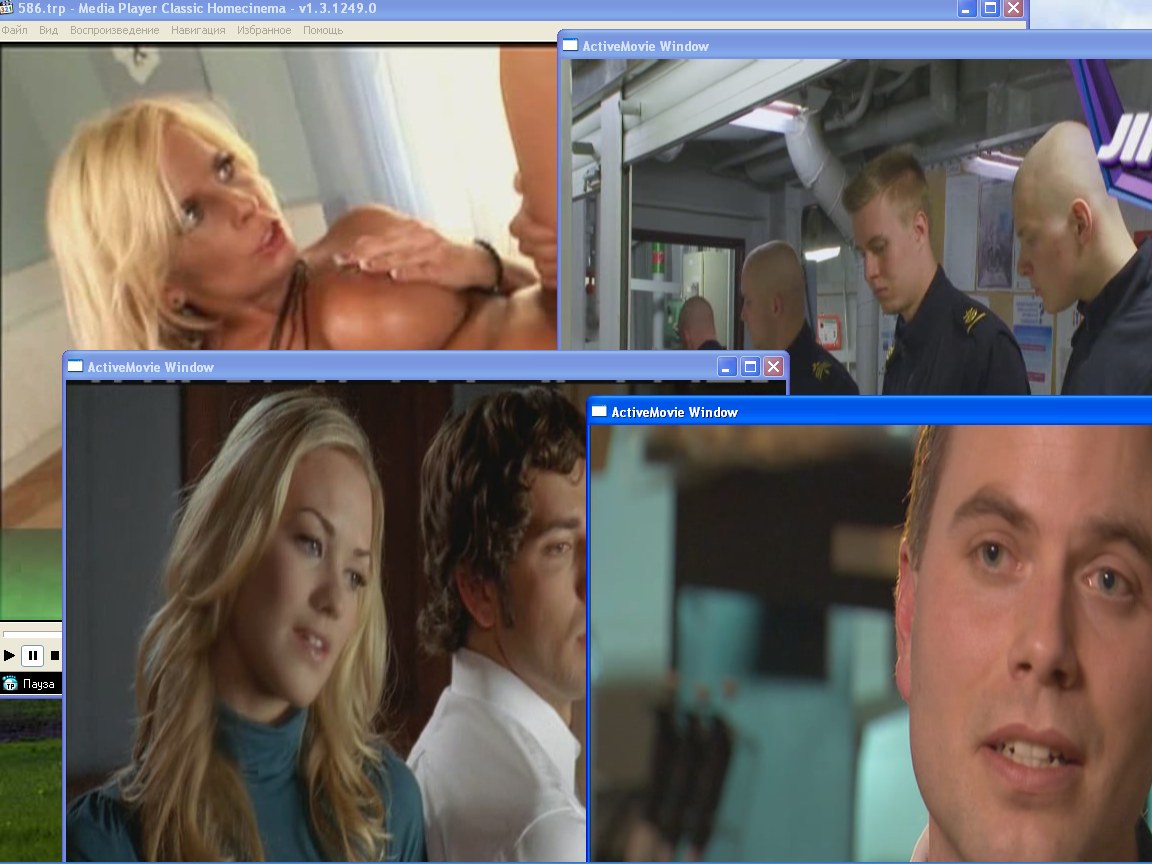 586.trp - Media Player Classic Homecinema - v1.3.1249.0
Файл Вид Воспроизведение Навигация Избранное Помощь
ActiveMovie Window
JIM
ActiveMovie Window
ActiveMovie Window
Пауза